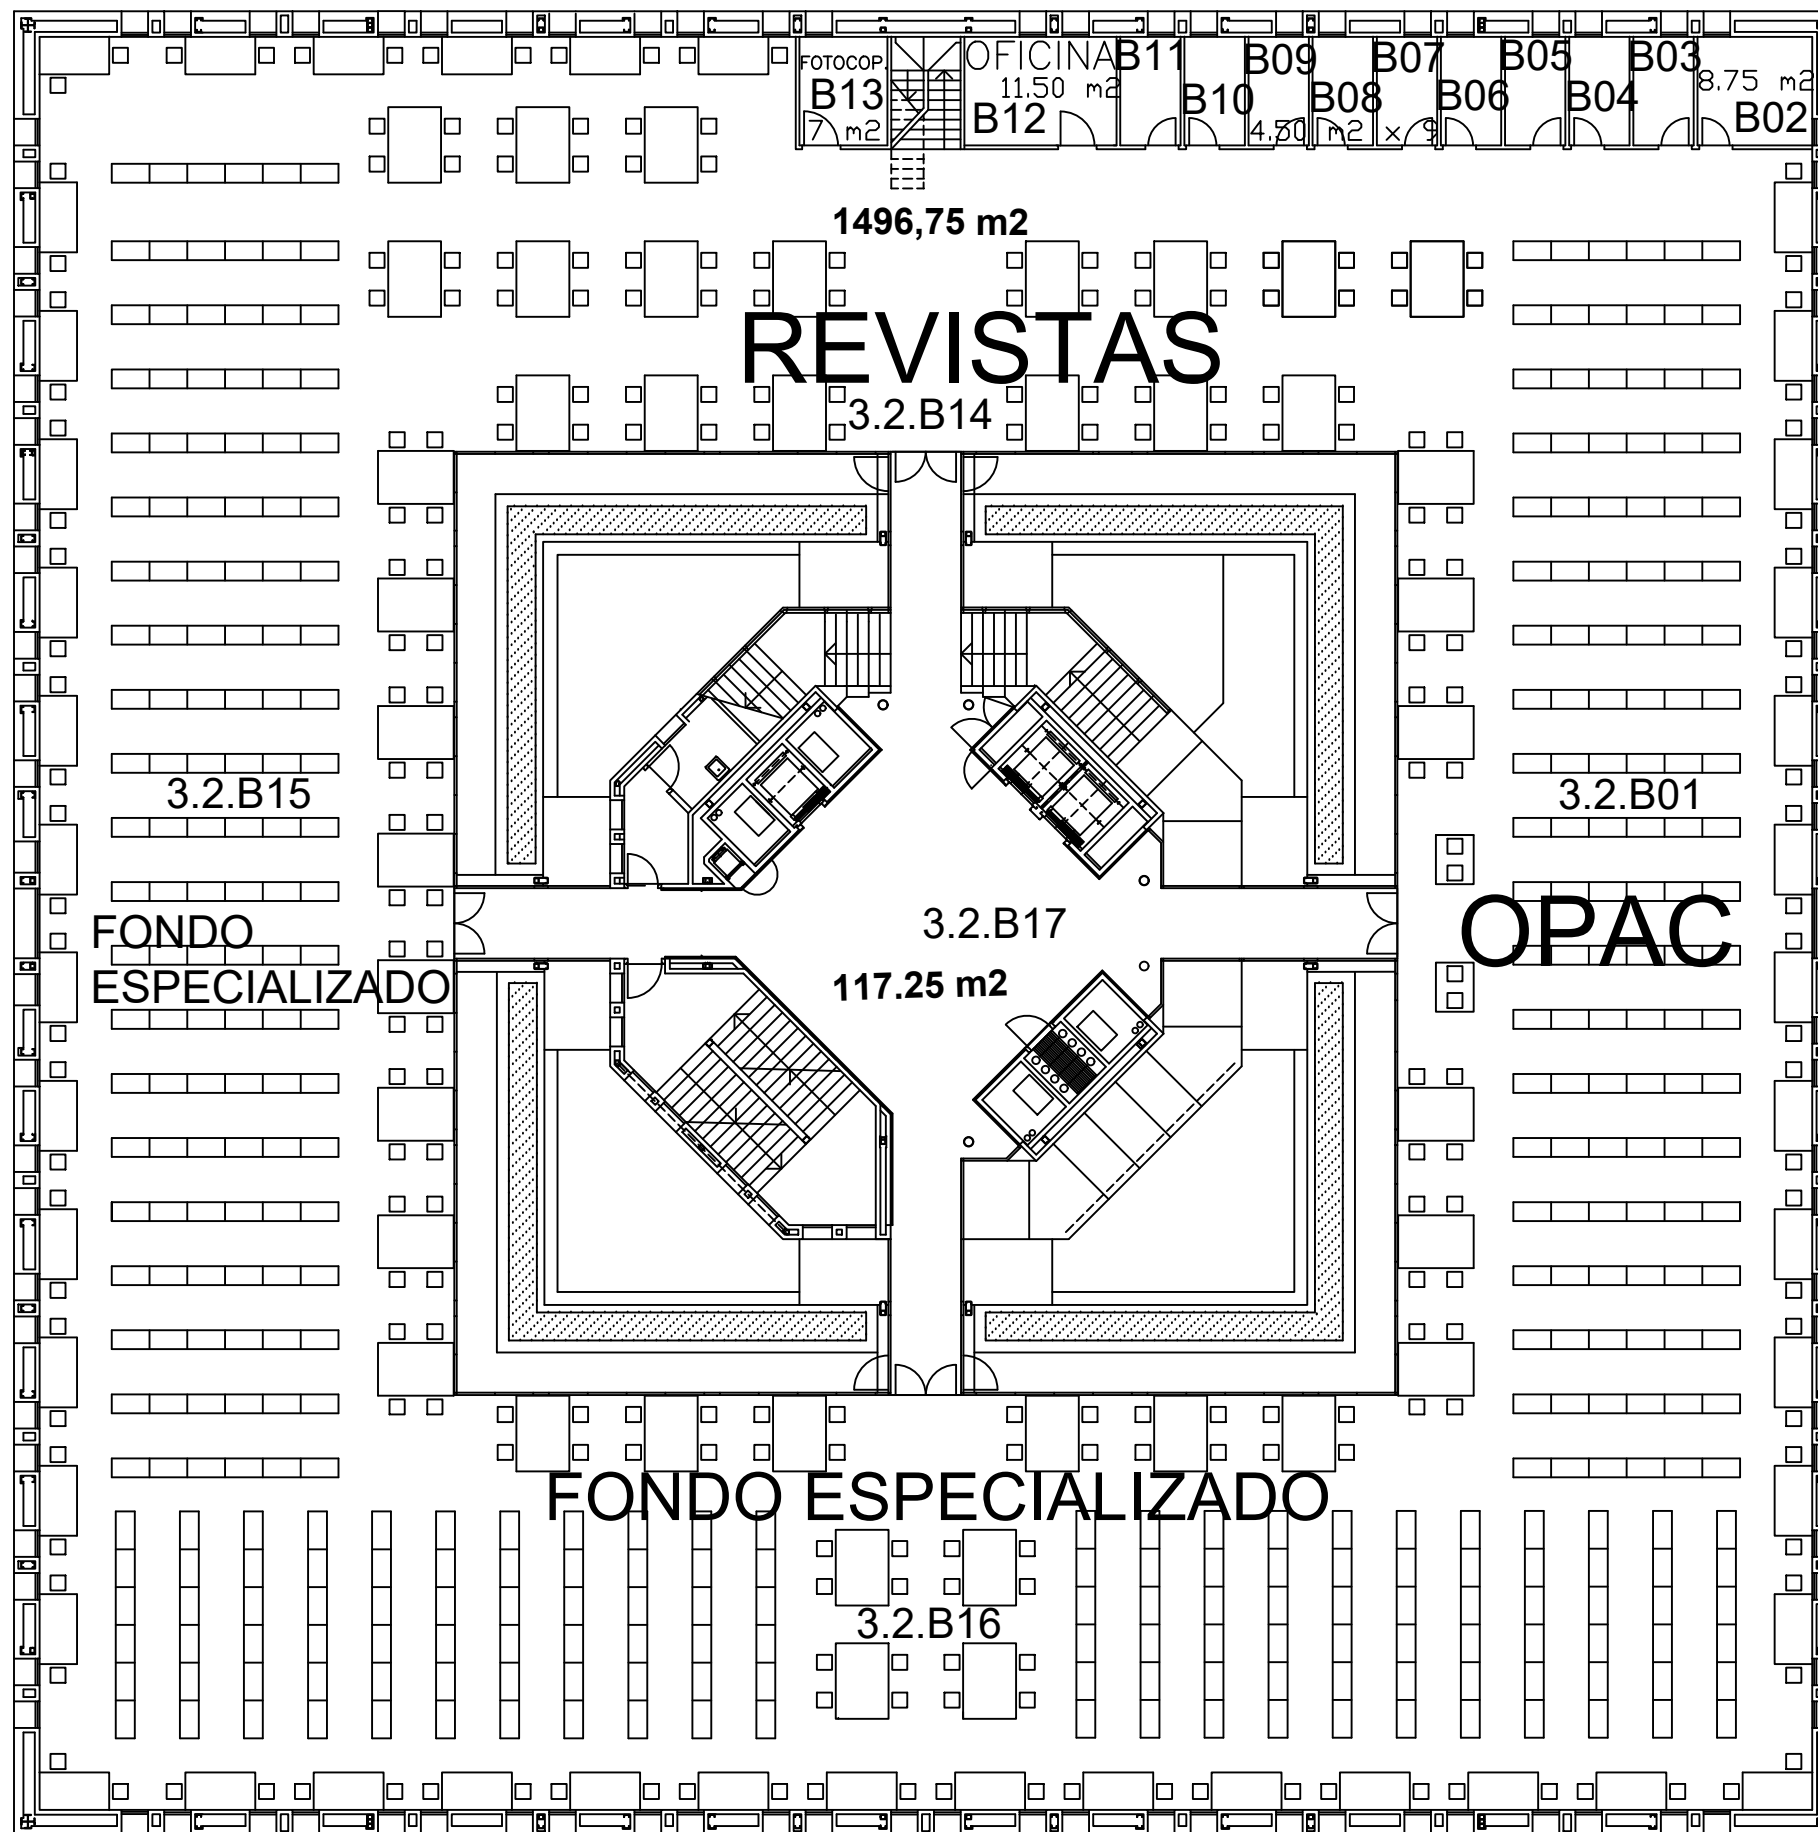 FOTOCOP.
B13
7 m2
OFICINA
11.50 m2
B12
B11
B10
B09
B08
4.50 m2 x 9
B07
B06
B05
B04
B03
8.75 m2
B02
1496,75 m2
REVISTAS
3.2.B14
3.2.B15
3.2.B01
FONDO
ESPECIALIZADO
3.2.B17
117.25 m2
OPAC
FONDO ESPECIALIZADO
3.2.B16